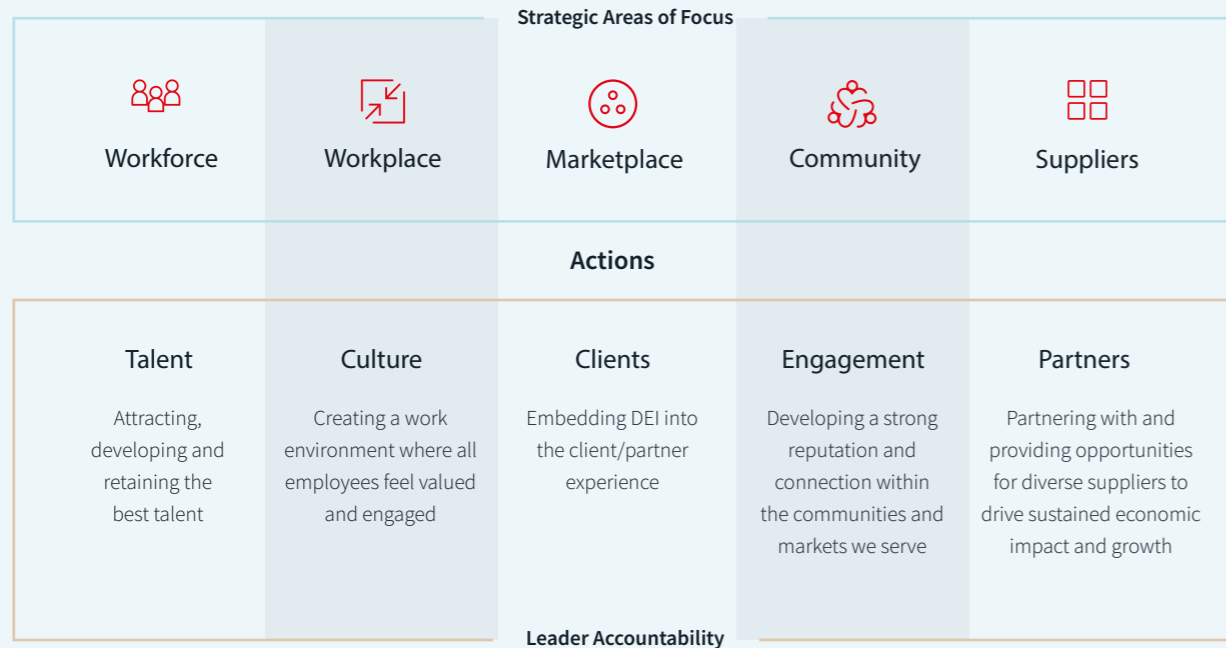 Strategic Areas of Focus
Workforce
Workplace
Marketplace
Community
Suppliers
Actions
Talent
Attracting,
developing and
retaining the
best talent
Culture
Creating a work
environment where all
employees feel valued
and engaged
Clients
Embedding DEI into
the client/partner
experience
Engagement
Developing a strong
reputation and
connection within
the communities and
markets we serve
Partners
Partnering with and
providing opportunities
for diverse suppliers to
drive sustained economic
impact and growth
Leader Accountability